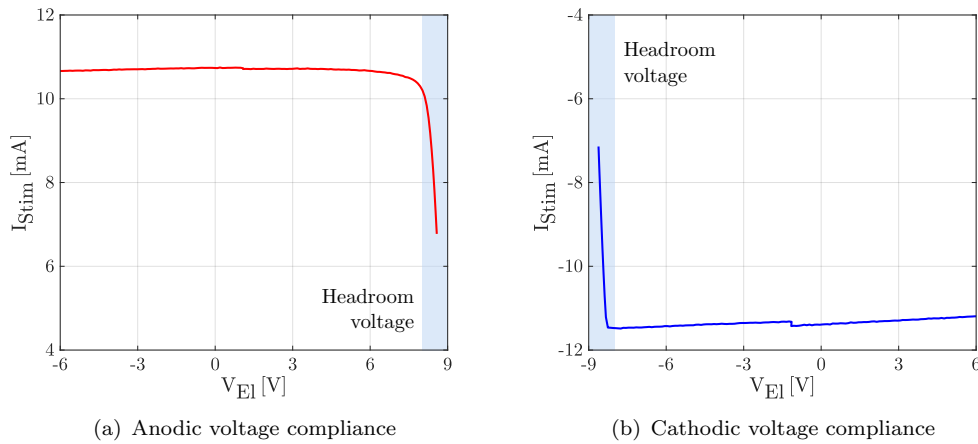 12
10
8
6
4
I_Stim [mA]
Headroom
voltage
-6
-3
0
3
6
9
V_El [V]
(a) Anodic voltage compliance
-4
-6
-8
-10
-12
I_Stim [mA]
Headroom
voltage
-9
-6
-3
0
3
6
V_El [V]
(b) Cathodic voltage compliance